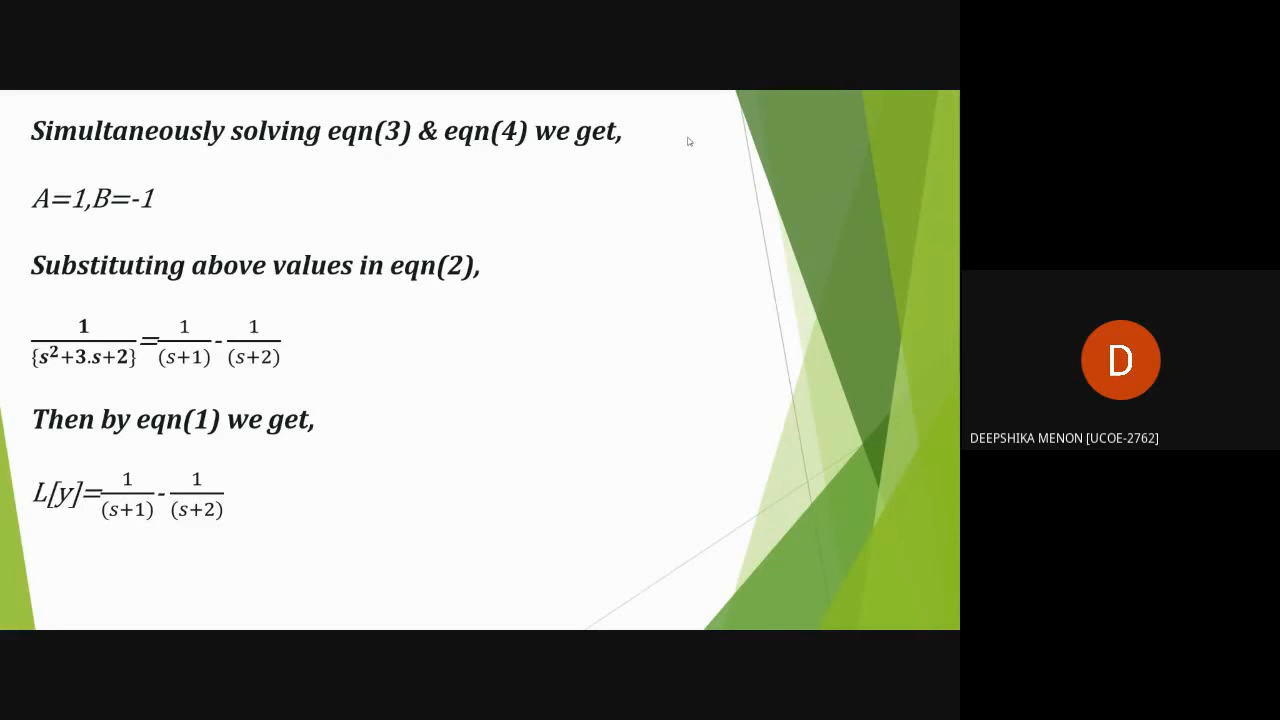 Simultaneously solving eqn(3) & eqn(4) we get,
A=1,B=-1
Substituting above values in eqn(2),
1/{s²+3.s+2}=1/(s+1)-1/(s+2)
Then by eqn(1) we get,
L[y]=1/(s+1)-1/(s+2)
D
DEEPSHIKA MENON [UCOE-2762]